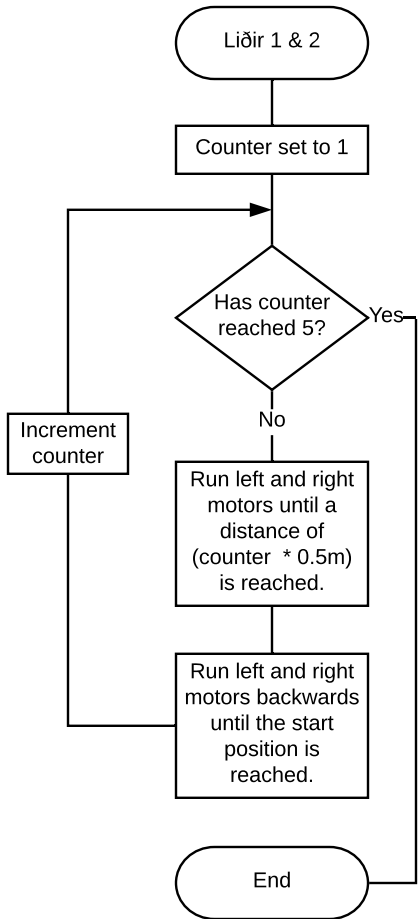 Liðir 1 & 2
Counter set to 1
Has counter
reached 5?
Yes
No
Increment
counter
Run left and right
motors until a
distance of
(counter  * 0.5m)
is reached.
Run left and right
motors backwards
until the start
position is
reached.
End